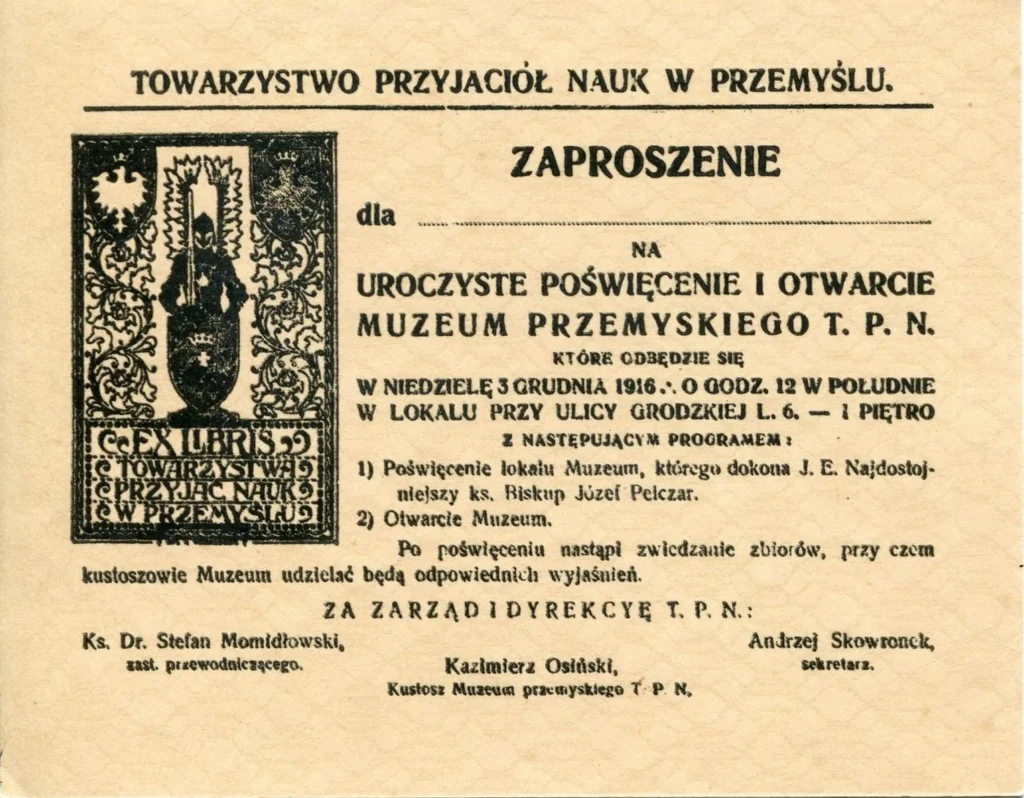 TOWARZYSTWO PRZYJACIÓŁ NAUK W PRZEMYŚLU.
ZAPROSZENIE
dla
NA
UROCZYSTE POŚWIĘCENIE I OTWARCIE
MUZEUM PRZEMYSKIEGO T. P. N.
KTÓRE ODBĘDZIE SIĘ
W NIEDZIELĘ 3 GRUDNIA 1916 .·. O GODZ. 12 W POŁUDNIE
W LOKALU PRZY ULICY GRODZKIEJ L. 6. — I PIĘTRO
Z NASTĘPUJĄCYM PROGRAMEM:
1) Poświęcenie lokalu Muzeum, którego dokona J. E. Najdostoj-
niejszy ks. Biskup Józef Pelczar.
2) Otwarcie Muzeum.
EX LIBRIS
TOWARZYSTWA
PRZYJAC NAUK
W PRZEMYSLU
Po poświęceniu nastąpi zwiedzanie zbiorów, przy czem
kustoszowie Muzeum udzielać będą odpowiednich wyjaśnień.
ZA ZARZĄD I DYREKCYĘ T. P. N.:
Ks. Dr. Stefan Momidłowski,
zast. przewodniczącego.
Kazimierz Osiński,
Kustosz Muzeum przemyskiego T. P. N,
Andrzej Skowronek,
sekretarz.